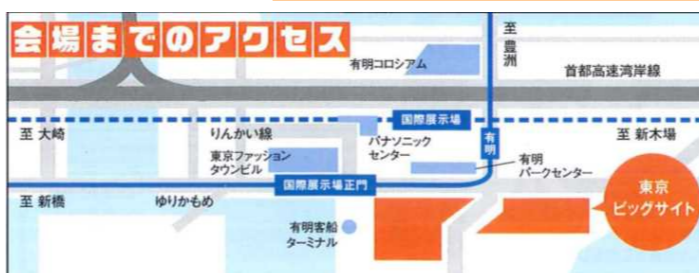 会場までのアクセス
至豊洲
有明コロシアム
首都高速湾岸線
国際展示場
至 大崎
りんかい線
パナソニック
センター
有明
至 新木場
東京ファッション
タウンビル
有明
パークセンター
国際展示場正門
東京
ビッグサイト
至 新橋
ゆりかもめ
有明客船
ターミナル